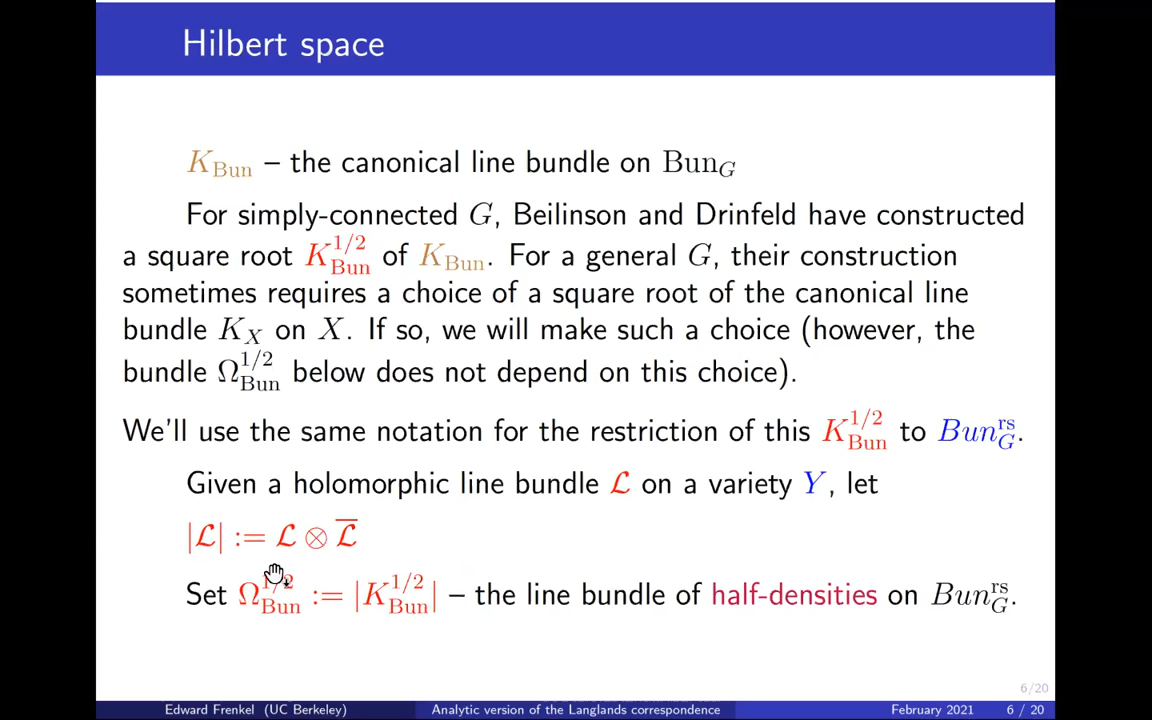 Hilbert space
K_Bun – the canonical line bundle on Bun_G
For simply-connected G, Beilinson and Drinfeld have constructed
a square root K_Bun^{1/2} of K_Bun. For a general G, their construction
sometimes requires a choice of a square root of the canonical line
bundle K_X on X. If so, we will make such a choice (however, the
bundle Ω_Bun^{1/2} below does not depend on this choice).
We'll use the same notation for the restriction of this K_Bun^{1/2} to Bun_G^{rs}.
Given a holomorphic line bundle ℒ on a variety Y, let
|ℒ| := ℒ ⊗ ℒ̅
Set Ω_Bun^{1/2} := |K_Bun^{1/2}| – the line bundle of half-densities on Bun_G^{rs}.
6/20
Edward Frenkel (UC Berkeley) Analytic version of the Langlands correspondence February 2021 6 / 20